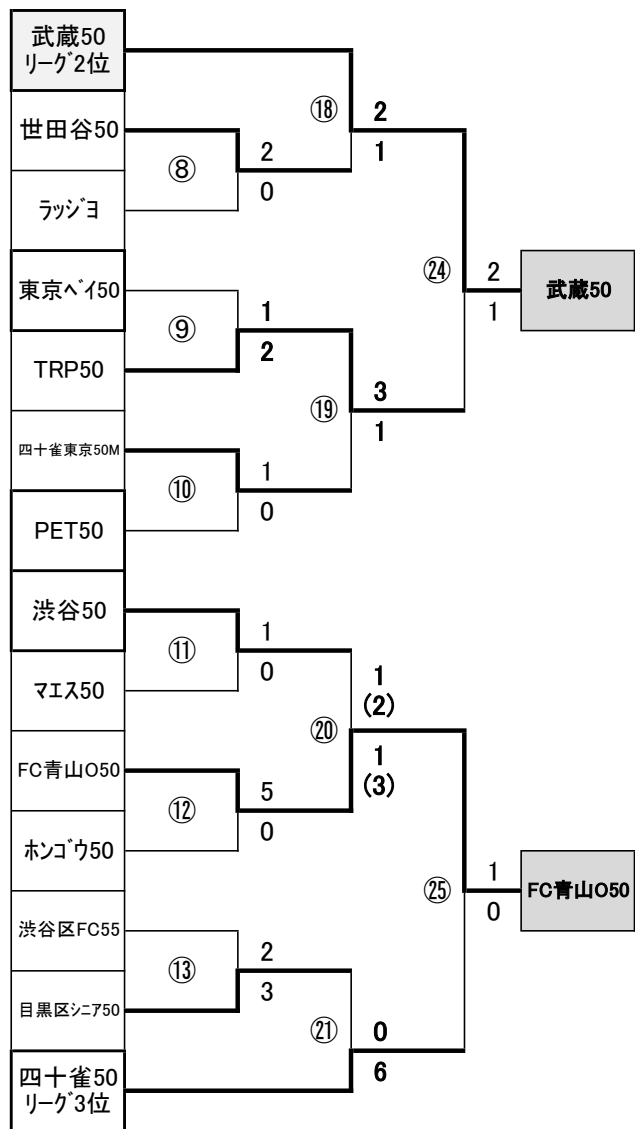 武蔵50
リーグ2位
⑱
2
世田谷50
1
2
⑧
0
ラッジョ
㉔
2
武蔵50
東京ベイ50
1
1
⑨
2
TRP50
3
⑲
1
四十雀東京50M
1
⑩
0
PET50
渋谷50
1
⑪
0
1
マエス50
(2)
⑳
1
FC青山O50
(3)
5
⑫
0
ホンゴウ50
㉕
1
FC青山O50
0
渋谷区FC55
2
⑬
3
目黒区シニア50
0
㉑
6
四十雀50
リーグ3位